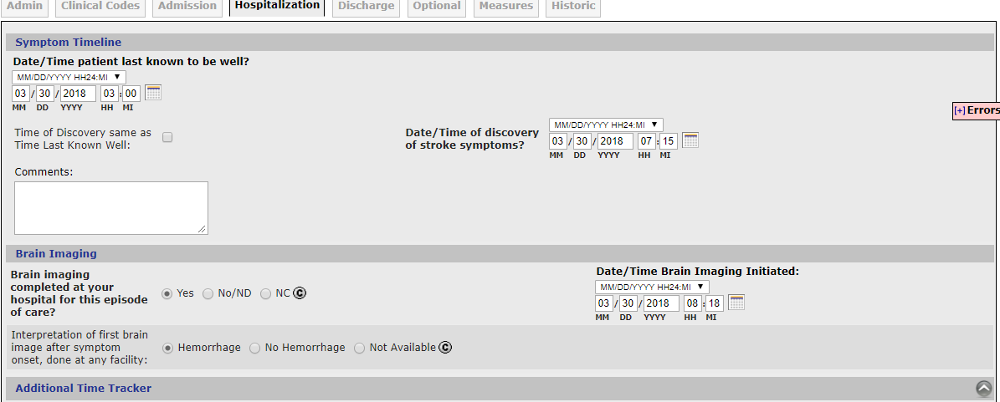 Admin Clinical Codes Admission Hospitalization Discharge Optional Measures Historic
Symptom Timeline
Date/Time patient last known to be well?
MM/DD/YYYY HH24:MI
03 / 30 / 2018 03 : 00
MM DD YYYY HH MI
[+] Errors
Time of Discovery same as
Time Last Known Well:
Date/Time of discovery
of stroke symptoms?
MM/DD/YYYY HH24:MI
03 / 30 / 2018 07 : 15
MM DD YYYY HH MI
Comments:
Brain Imaging
Brain imaging
completed at your
hospital for this episode
of care?
Yes No/ND NC C
Date/Time Brain Imaging Initiated:
MM/DD/YYYY HH24:MI
03 / 30 / 2018 08 : 18
MM DD YYYY HH MI
Interpretation of first brain
image after symptom
onset, done at any facility:
Hemorrhage No Hemorrhage Not Available C
Additional Time Tracker